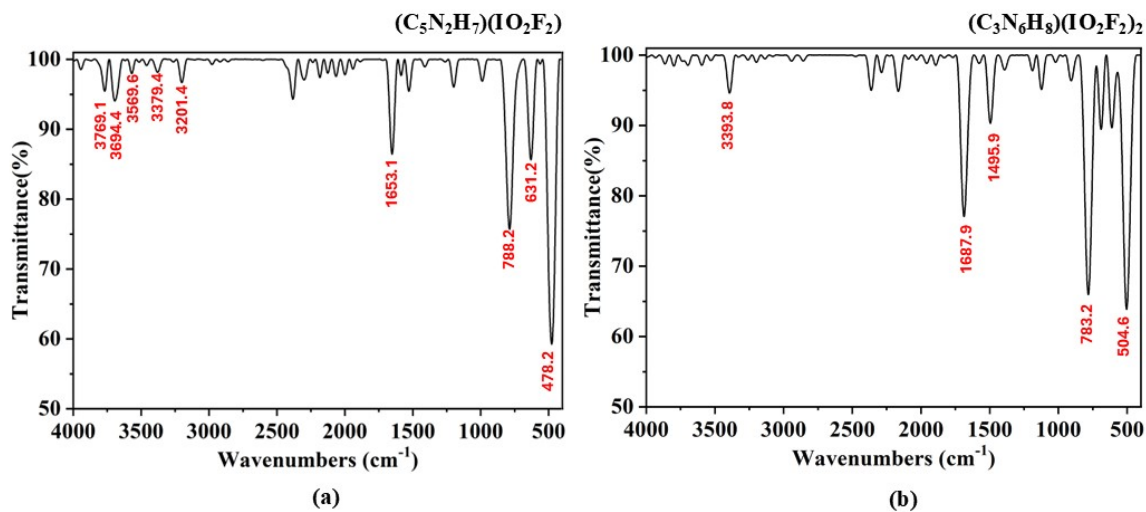 (C₅N₂H₇)(IO₂F₂)
100
90
80
70
60
50
Transmittance(%)
3769.1
3694.4
3569.6
3379.4
3201.4
1653.1
788.2
631.2
478.2
4000 3500 3000 2500 2000 1500 1000 500
Wavenumbers (cm⁻¹)
(a)
(C₃N₆H₈)(IO₂F₂)₂
100
90
80
70
60
50
Transmittance(%)
3393.8
1687.9
1495.9
783.2
504.6
4000 3500 3000 2500 2000 1500 1000 500
Wavenumbers (cm⁻¹)
(b)